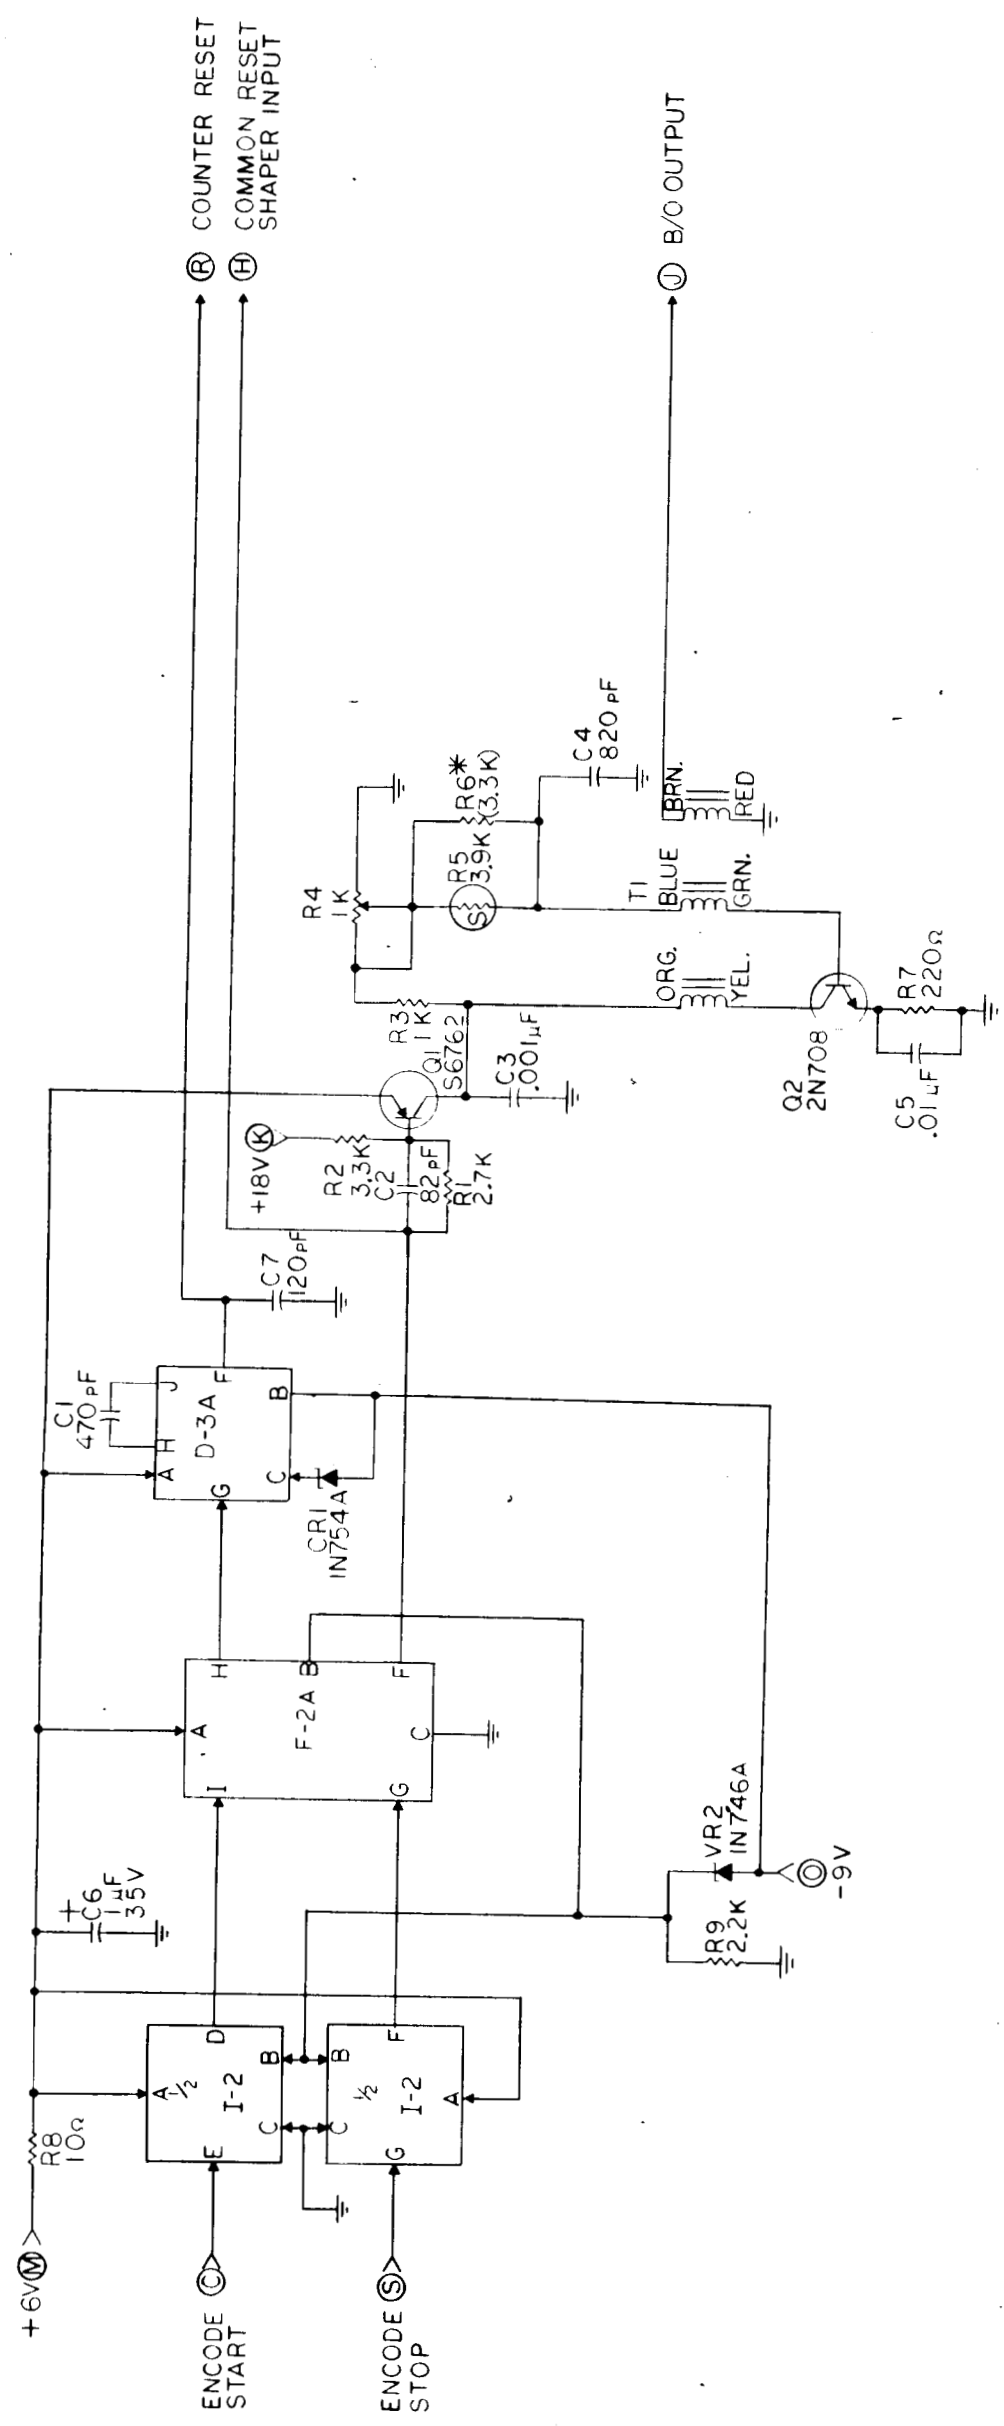 +6V M
R8
10Ω
ENCODE
START
C
ENCODE
STOP
S
E
A
1/2
I-2
D
B
C
G
C
B
1/2
I-2
A
F
+
C6
1µF
35V
I
A
H
F-2A
B
G
C
F
R9
2.2K
VR2
1N746A
O
-9V
C1
470pF
A
H
J
G
D-3A
F
C
B
CR1
1N754A
C7
120pF
+18V K
R2
3.3K
C2
82pF
R1
2.7K
Q1
S6762
R3
1K
C3
.001µF
R4
1K
R5
3.9K
S
R6*
(3.3K)
C4
820pF
T1
ORG.
YEL.
BLUE
GRN.
BRN.
RED
Q2
2N708
C5
.01µF
R7
220Ω
R COUNTER RESET
H COMMON RESET
SHAPER INPUT
J B/O OUTPUT